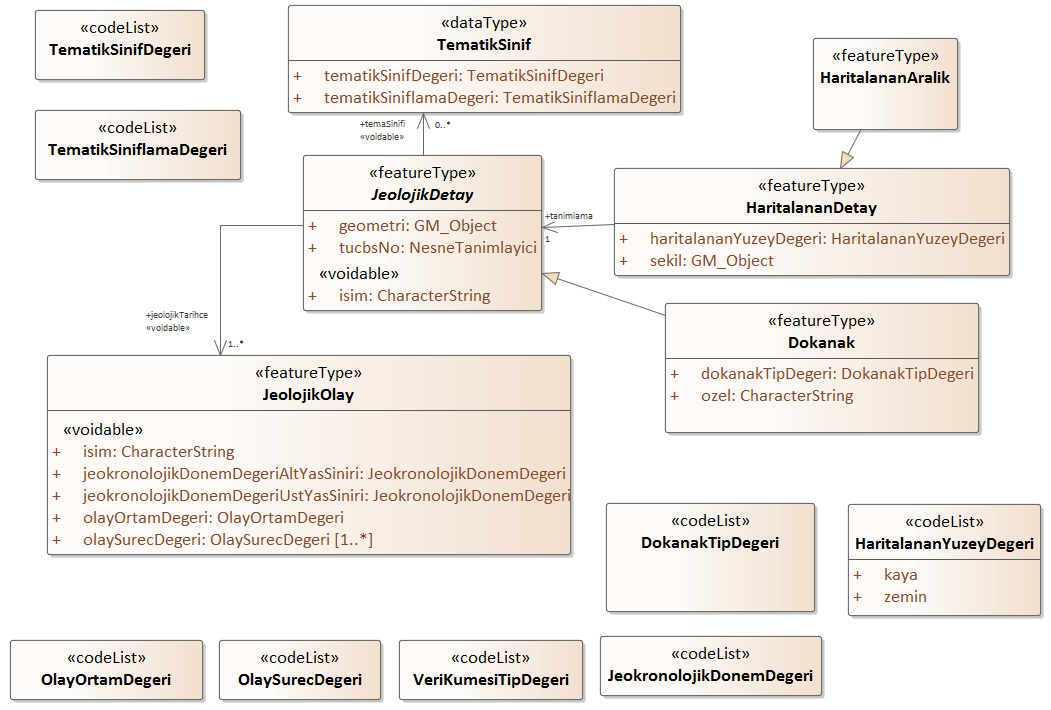 «codeList»
TematikSinifDegeri
«codeList»
TematikSiniflamaDegeri
«dataType»
TematikSinif
+ tematikSinifDegeri: TematikSinifDegeri
+ tematikSiniflamaDegeri: TematikSiniflamaDegeri
«featureType»
HaritalananAralik
+temaSinifi
«voidable»
0..*
«featureType»
JeolojikDetay
+ geometri: GM_Object
+ tucbsNo: NesneTanimlayici
«voidable»
+ isim: CharacterString
+tanimlama
1
«featureType»
HaritalananDetay
+ haritalananYuzeyDegeri: HaritalananYuzeyDegeri
+ sekil: GM_Object
«featureType»
Dokanak
+ dokanakTipDegeri: DokanakTipDegeri
+ ozel: CharacterString
+jeolojikTarihce
«voidable»
1..*
«featureType»
JeolojikOlay
«voidable»
+ isim: CharacterString
+ jeokronolojikDonemDegeriAltYasSiniri: JeokronolojikDonemDegeri
+ jeokronolojikDonemDegeriUstYasSiniri: JeokronolojikDonemDegeri
+ olayOrtamDegeri: OlayOrtamDegeri
+ olaySurecDegeri: OlaySurecDegeri [1..*]
«codeList»
DokanakTipDegeri
«codeList»
HaritalananYuzeyDegeri
+ kaya
+ zemin
«codeList»
OlayOrtamDegeri
«codeList»
OlaySurecDegeri
«codeList»
VeriKumesiTipDegeri
«codeList»
JeokronolojikDonemDegeri